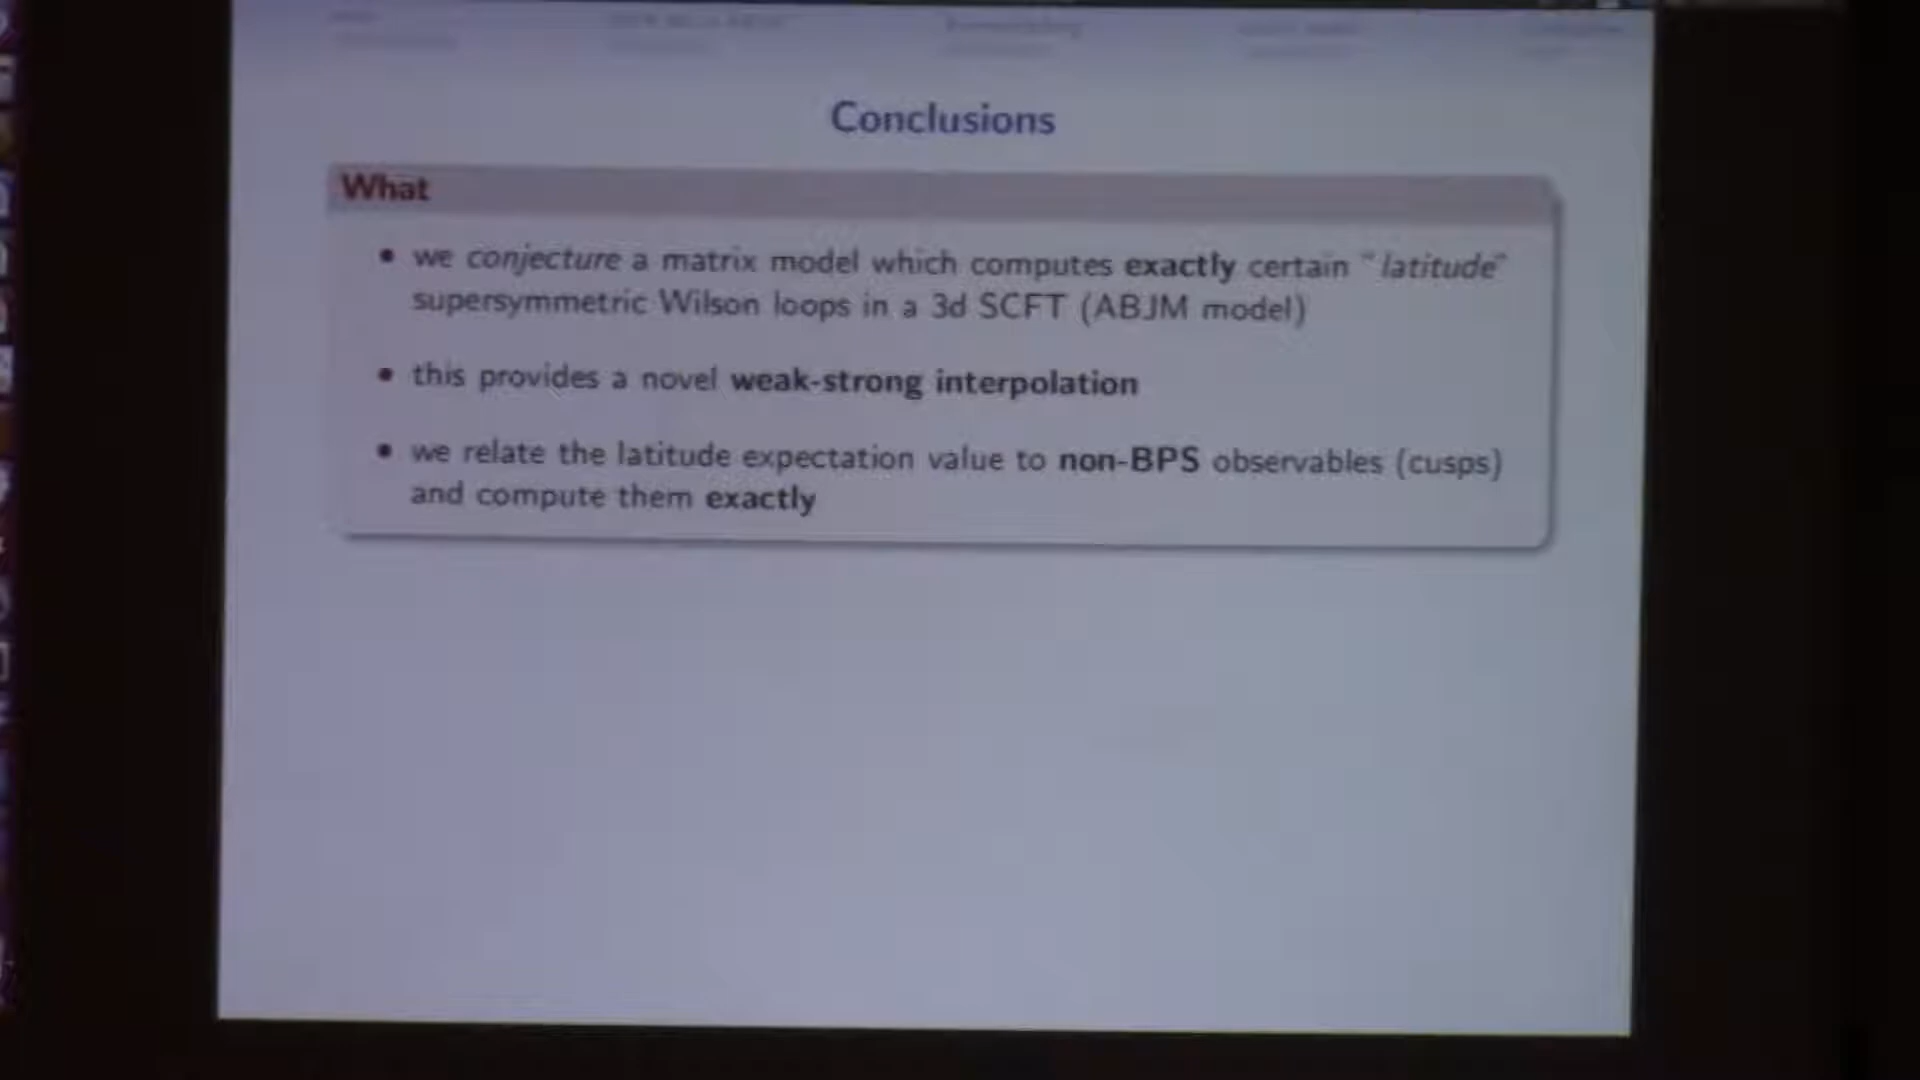 Conclusions
What
• we conjecture a matrix model which computes exactly certain "latitude"
supersymmetric Wilson loops in a 3d SCFT (ABJM model)
• this provides a novel weak-strong interpolation
• we relate the latitude expectation value to non-BPS observables (cusps)
and compute them exactly